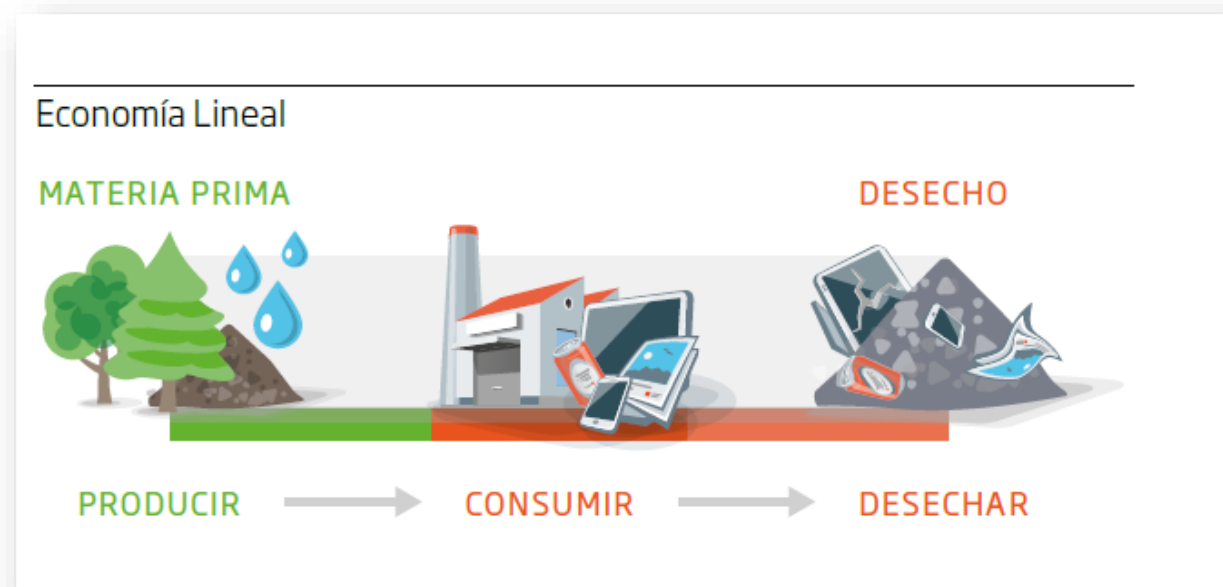 Economía Lineal
MATERIA PRIMA
DESECHO
PRODUCIR
CONSUMIR
DESECHAR